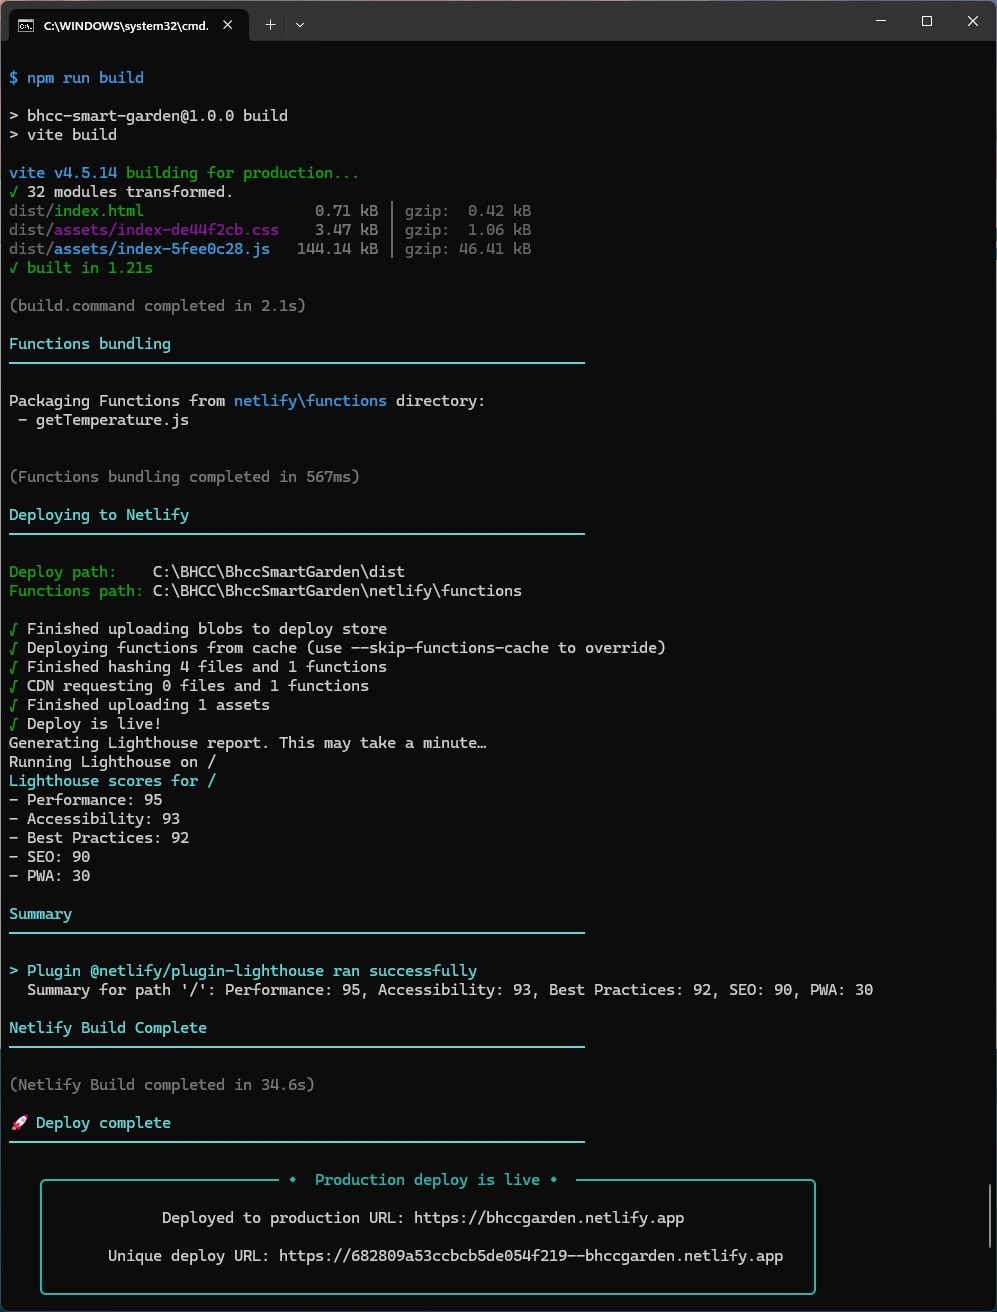 C:\WINDOWS\system32\cmd.
$ npm run build
> bhcc-smart-garden@1.0.0 build
> vite build
vite v4.5.14 building for production...
√ 32 modules transformed.
dist/index.html 0.71 kB │ gzip: 0.42 kB
dist/assets/index-de44f2cb.css 3.47 kB │ gzip: 1.06 kB
dist/assets/index-5fee0c28.js 144.14 kB │ gzip: 46.41 kB
√ built in 1.21s
(build.command completed in 2.1s)
Functions bundling
Packaging Functions from netlify\functions directory:
- getTemperature.js
(Functions bundling completed in 567ms)
Deploying to Netlify
Deploy path: C:\BHCC\BhccSmartGarden\dist
Functions path: C:\BHCC\BhccSmartGarden\netlify\functions
√ Finished uploading blobs to deploy store
√ Deploying functions from cache (use --skip-functions-cache to override)
√ Finished hashing 4 files and 1 functions
√ CDN requesting 0 files and 1 functions
√ Finished uploading 1 assets
√ Deploy is live!
Generating Lighthouse report. This may take a minute…
Running Lighthouse on /
Lighthouse scores for /
- Performance: 95
- Accessibility: 93
- Best Practices: 92
- SEO: 90
- PWA: 30
Summary
> Plugin @netlify/plugin-lighthouse ran successfully
Summary for path '/': Performance: 95, Accessibility: 93, Best Practices: 92, SEO: 90, PWA: 30
Netlify Build Complete
(Netlify Build completed in 34.6s)
🚀 Deploy complete
⬥ Production deploy is live ⬥
Deployed to production URL: https://bhccgarden.netlify.app
Unique deploy URL: https://682809a53ccbcb5de054f219--bhccgarden.netlify.app